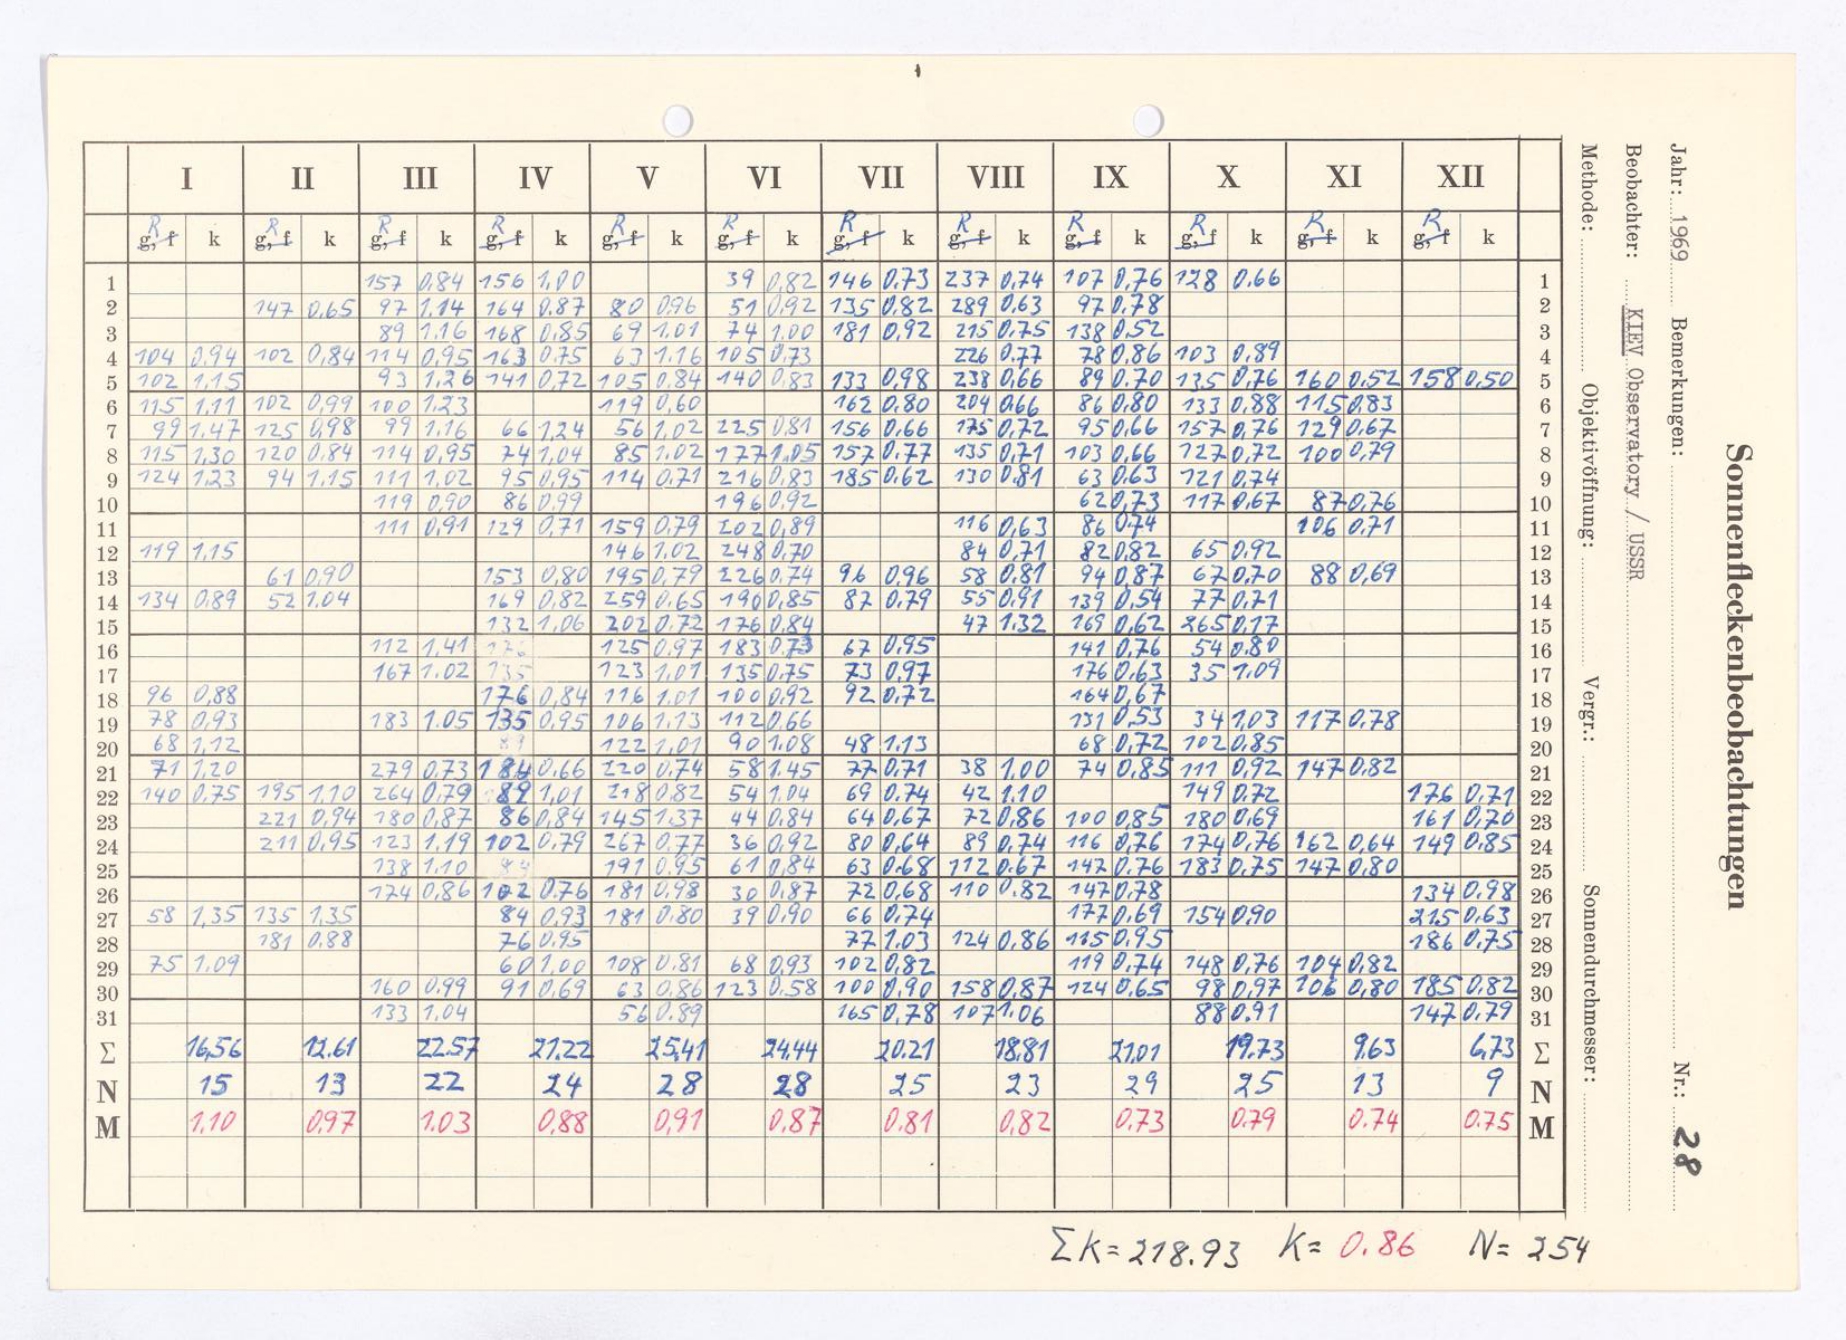 Sonnenfleckenbeobachtungen
Jahr: 1969 Bemerkungen: Nr.: 28
Beobachter: KIEV Observatory / USSR
Methode: Objektivöffnung: Vergr.: Sonnendurchmesser:
I II III IV V VI VII VIII IX X XI XII
R R R R R R R R R R R R
g, f k g, f k g, f k g, f k g, f k g, f k g, f k g, f k g, f k g, f k g, f k g, f k
1 157 0,84 156 1,00 39 0,82 146 0,73 237 0,74 107 0,76 128 0,66 1
2 147 0,65 97 1,14 164 0,87 80 0,96 51 0,92 135 0,82 289 0,63 97 0,78 2
3 89 1,16 168 0,85 69 1,01 74 1,00 181 0,92 215 0,75 138 0,52 3
4 104 0,94 102 0,84 114 0,95 163 0,75 63 1,16 105 0,73 226 0,77 78 0,86 103 0,89 4
5 102 1,15 93 1,26 141 0,72 105 0,84 140 0,83 133 0,98 238 0,66 89 0,70 135 0,76 160 0,52 158 0,50 5
6 115 1,11 102 0,99 100 1,23 119 0,60 162 0,80 204 0,66 86 0,80 133 0,88 115 0,83 6
7 99 1,47 125 0,98 99 1,16 66 1,24 56 1,02 225 0,81 156 0,66 175 0,72 95 0,66 157 0,76 129 0,67 7
8 115 1,30 120 0,84 114 0,95 74 1,04 85 1,02 177 1,05 157 0,77 135 0,71 103 0,66 127 0,72 100 0,79 8
9 124 1,23 94 1,15 111 1,02 95 0,95 114 0,71 216 0,83 185 0,62 130 0,81 63 0,63 121 0,74 9
10 119 0,90 86 0,99 196 0,92 62 0,73 117 0,67 87 0,76 10
11 111 0,91 129 0,71 159 0,79 202 0,89 116 0,63 86 0,74 106 0,71 11
12 119 1,15 146 1,02 248 0,70 84 0,71 82 0,82 65 0,92 12
13 61 0,90 153 0,80 195 0,79 226 0,74 96 0,96 58 0,81 94 0,87 67 0,70 88 0,69 13
14 134 0,89 52 1,04 169 0,82 259 0,65 190 0,85 87 0,79 55 0,91 139 0,54 77 0,71 14
15 132 1,06 202 0,72 176 0,84 47 1,32 169 0,62 265 0,17 15
16 112 1,41 176 125 0,97 183 0,73 67 0,95 141 0,76 54 0,80 16
17 167 1,02 135 123 1,01 135 0,75 73 0,97 176 0,63 35 1,09 17
18 96 0,88 176 0,84 116 1,01 100 0,92 92 0,72 164 0,67 18
19 78 0,93 183 1,05 135 0,95 106 1,13 112 0,66 131 0,53 34 1,03 117 0,78 19
20 68 1,12 89 122 1,01 90 1,08 48 1,13 68 0,72 102 0,85 20
21 71 1,20 279 0,73 184 0,66 220 0,74 58 1,45 77 0,71 38 1,00 74 0,85 111 0,92 147 0,82 21
22 140 0,75 195 1,10 264 0,79 89 1,01 218 0,82 54 1,04 69 0,74 42 1,10 149 0,72 176 0,71 22
23 221 0,94 180 0,87 86 0,84 145 1,37 44 0,84 64 0,67 72 0,86 100 0,85 180 0,69 161 0,70 23
24 211 0,95 123 1,19 102 0,79 267 0,77 36 0,92 80 0,64 89 0,74 116 0,76 174 0,76 162 0,64 149 0,85 24
25 138 1,10 84 191 0,95 61 0,84 63 0,68 112 0,67 147 0,76 183 0,75 147 0,80 25
26 174 0,86 102 0,76 181 0,98 30 0,87 72 0,68 110 0,82 147 0,78 134 0,98 26
27 58 1,35 135 1,35 84 0,93 181 0,80 39 0,90 66 0,74 177 0,69 154 0,90 215 0,63 27
28 181 0,88 76 0,95 77 1,03 124 0,86 115 0,95 186 0,75 28
29 75 1,09 60 1,00 108 0,81 68 0,93 102 0,82 119 0,74 148 0,76 104 0,82 29
30 160 0,99 91 0,69 63 0,86 123 0,58 100 0,90 158 0,87 124 0,65 98 0,97 106 0,80 185 0,82 30
31 133 1,04 56 0,89 165 0,78 107 1,06 88 0,91 147 0,79 31
Σ 16,56 12.61 22.57 21,22 25,41 24,44 20.21 18,81 21,01 19.73 9,63 6,73 Σ
N 15 13 22 24 28 28 25 23 29 25 13 9 N
M 1,10 0,97 1.03 0,88 0,91 0,87 0.81 0,82 0.73 0.79 0.74 0.75 M
Σk = 218.93 K = 0.86 N = 254